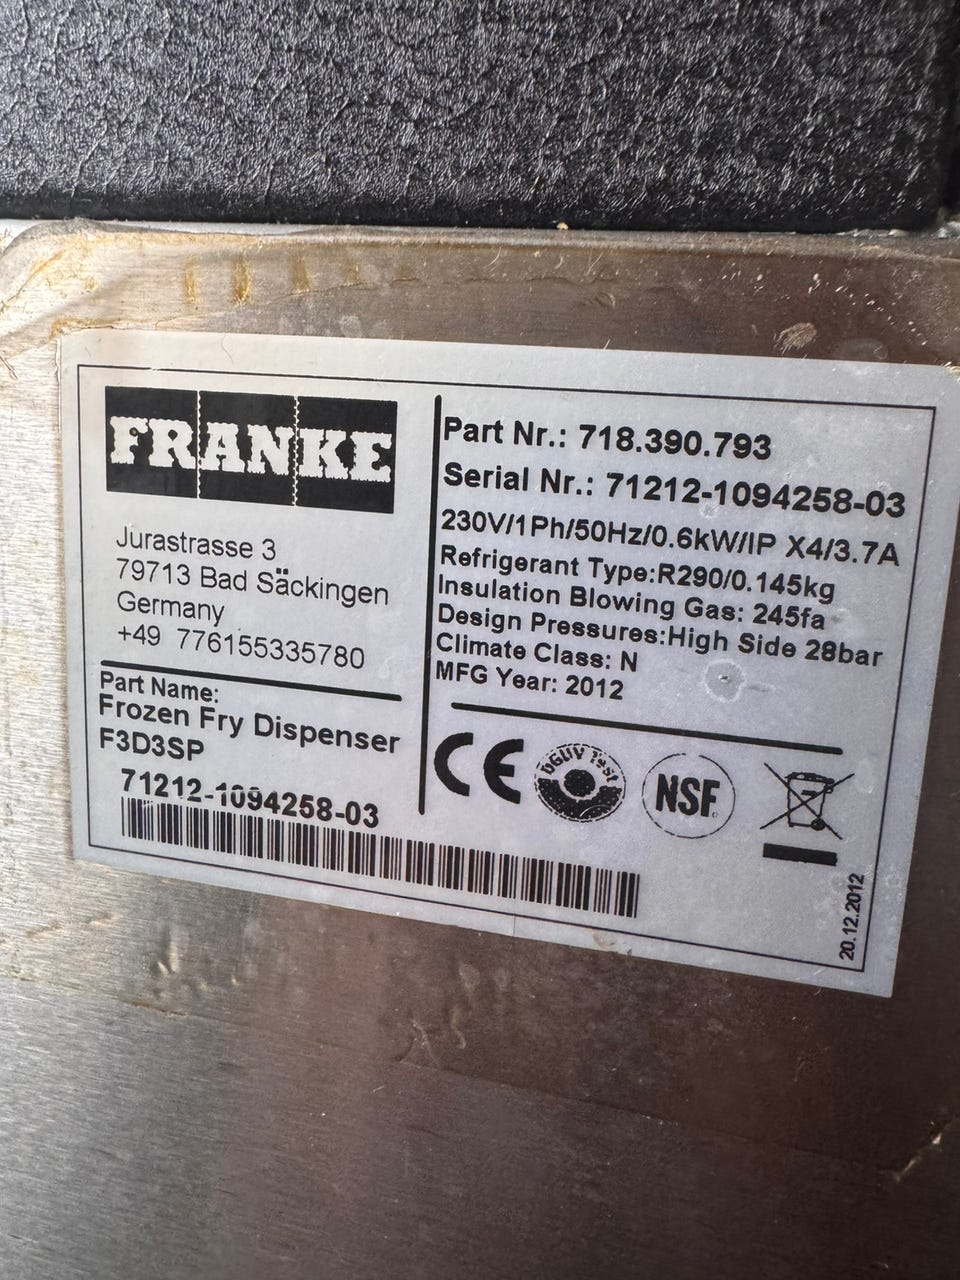 FRANKE
Jurastrasse 3
79713 Bad Säckingen
Germany
+49 776155335780
Part Name:
Frozen Fry Dispenser
F3D3SP
71212-1094258-03
Part Nr.: 718.390.793
Serial Nr.: 71212-1094258-03
230V/1Ph/50Hz/0.6kW/IP X4/3.7A
Refrigerant Type:R290/0.145kg
Insulation Blowing Gas: 245fa
Design Pressures:High Side 28bar
Climate Class: N
MFG Year: 2012
CE
DGUV Test
NSF®
20.12.2012